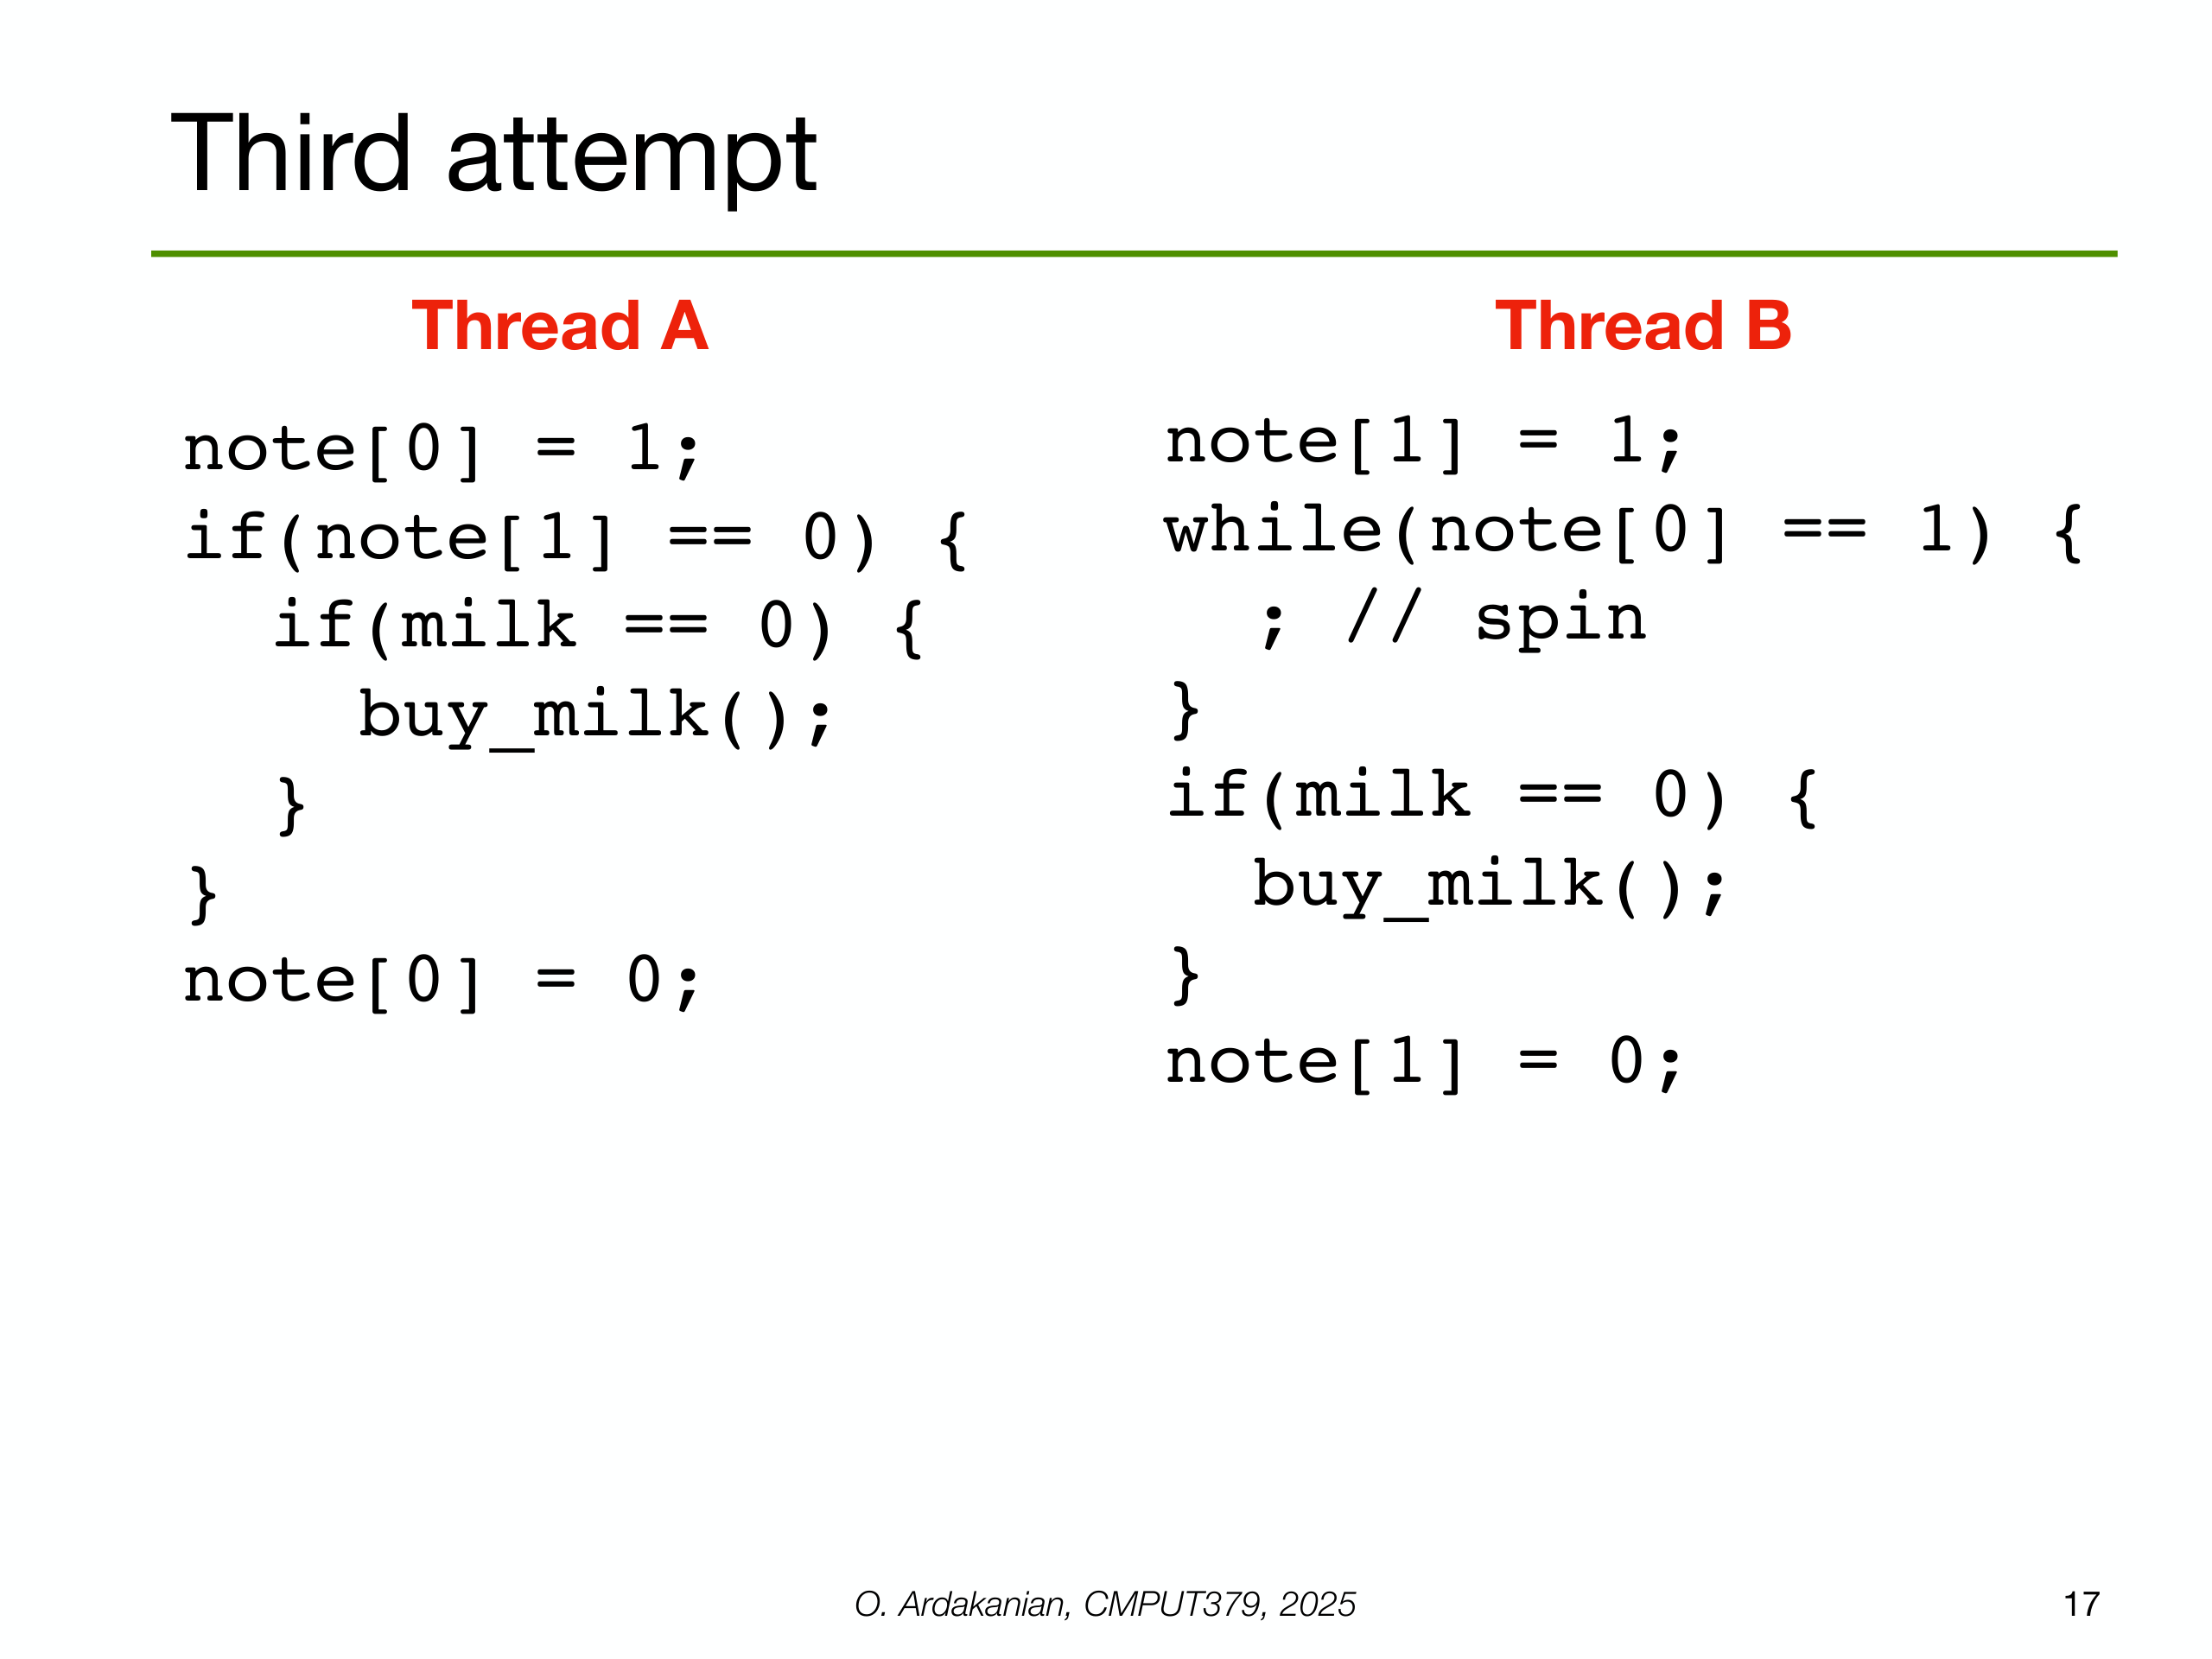 Third attempt
Thread A
note[0] = 1;
if(note[1] == 0) {
  if(milk == 0) {
    buy_milk();
  }
}
note[0] = 0;
Thread B
note[1] = 1;
while(note[0] == 1) {
  ; // spin
}
if(milk == 0) {
  buy_milk();
}
note[1] = 0;
O. Ardakanian, CMPUT379, 2025
17